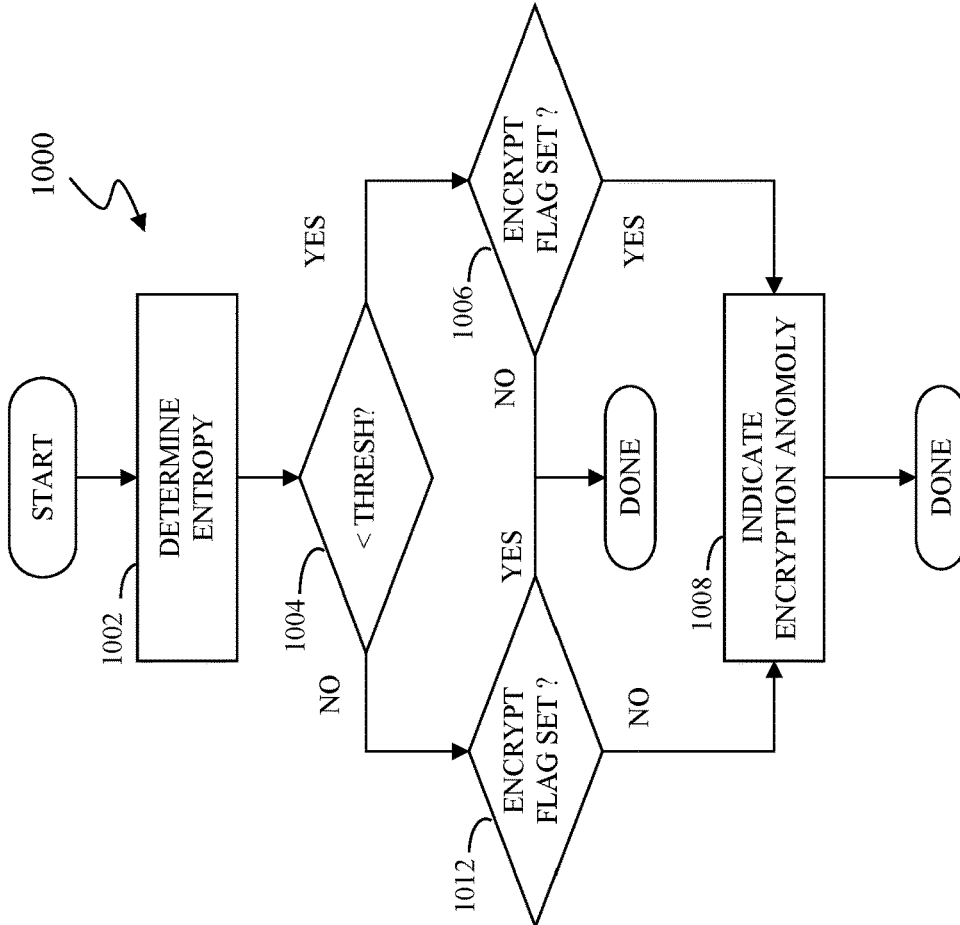 1000
START
1002
DETERMINE
ENTROPY
1004
< THRESH?
NO
YES
1012
ENCRYPT
FLAG SET ?
1006
ENCRYPT
FLAG SET ?
YES
NO
DONE
NO
YES
1008
INDICATE
ENCRYPTION ANOMOLY
DONE